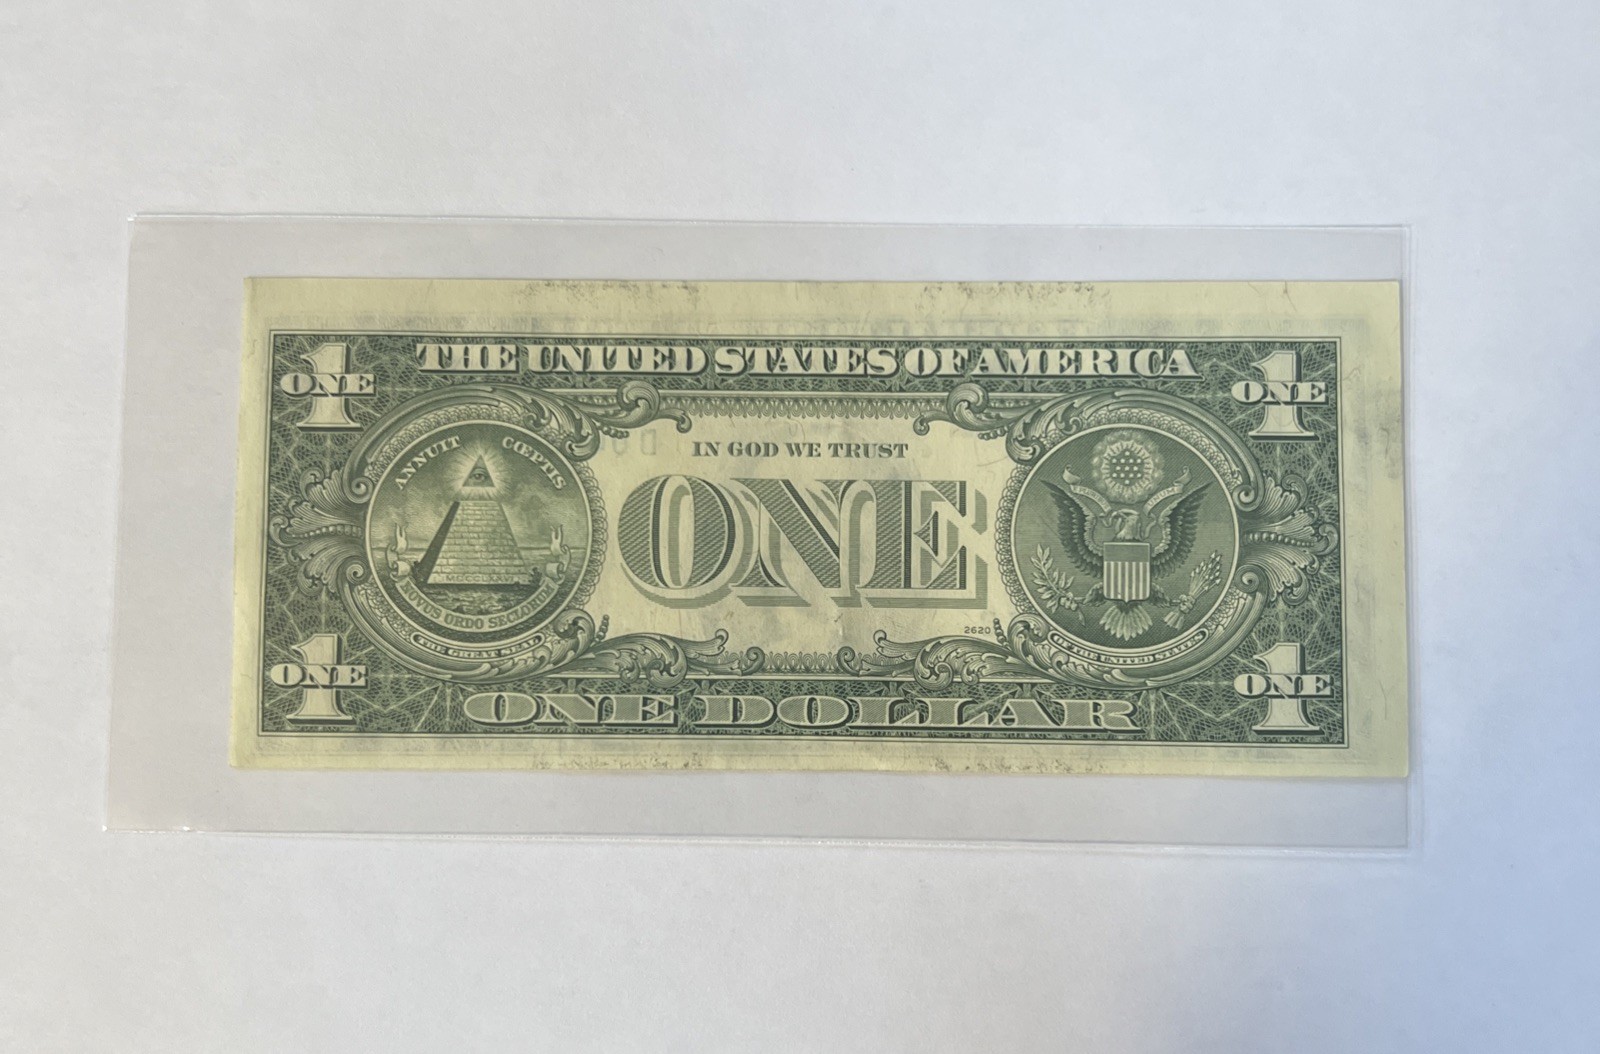 THE UNITED STATES OF AMERICA
1 ONE
ONE 1
ANNUIT CŒPTIS
IN GOD WE TRUST
ONE
MDCCLXXVI
NOVUS ORDO SECLORUM
2620
THE GREAT SEAL
OF THE UNITED STATES
1 ONE
ONE DOLLAR
1 ONE